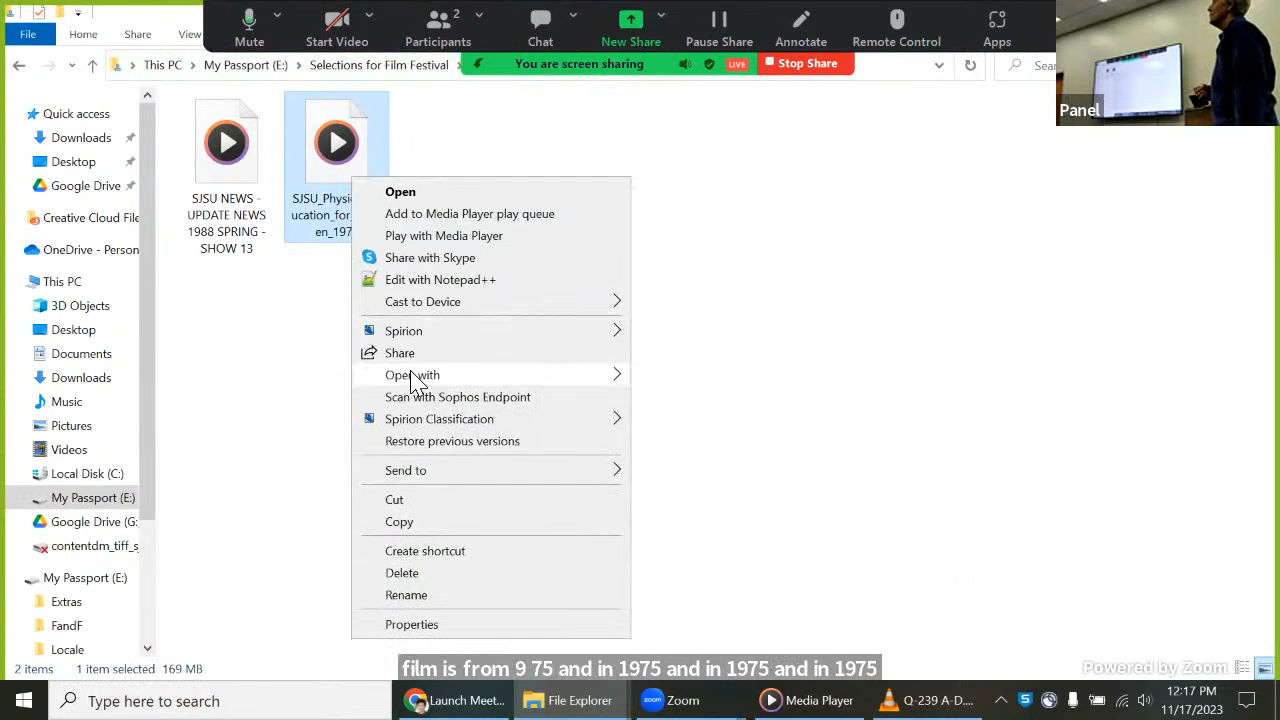 2
Mute
Start Video
Participants
Chat
New Share
Pause Share
Annotate
Remote Control
Apps
File
Home
Share
View
This PC
My Passport (E:)
Selections for Film Festival
You are screen sharing
LIVE
Stop Share
Panel
Quick access
Downloads
Desktop
Google Drive
Creative Cloud File
OneDrive - Person
This PC
3D Objects
Desktop
Documents
Downloads
Music
Pictures
Videos
Local Disk (C:)
My Passport (E:)
Google Drive (G:
contentdm_tiff_s
My Passport (E:)
Extras
FandF
Locale
SJSU NEWS -
UPDATE NEWS
1988 SPRING -
SHOW 13
SJSU_Physi
ucation_for_
en_197
Open
Add to Media Player play queue
Play with Media Player
Share with Skype
Edit with Notepad++
Cast to Device
Spirion
Share
Open with
Scan with Sophos Endpoint
Spirion Classification
Restore previous versions
Send to
Cut
Copy
Create shortcut
Delete
Rename
Properties
2 items
1 item selected
169 MB
film is from 9 75 and in 1975 and in 1975 and in 1975
Powered by Zoom
Type here to search
Launch Meet...
File Explorer
Zoom
Media Player
Q-239 A-D....
12:17 PM
11/17/2023